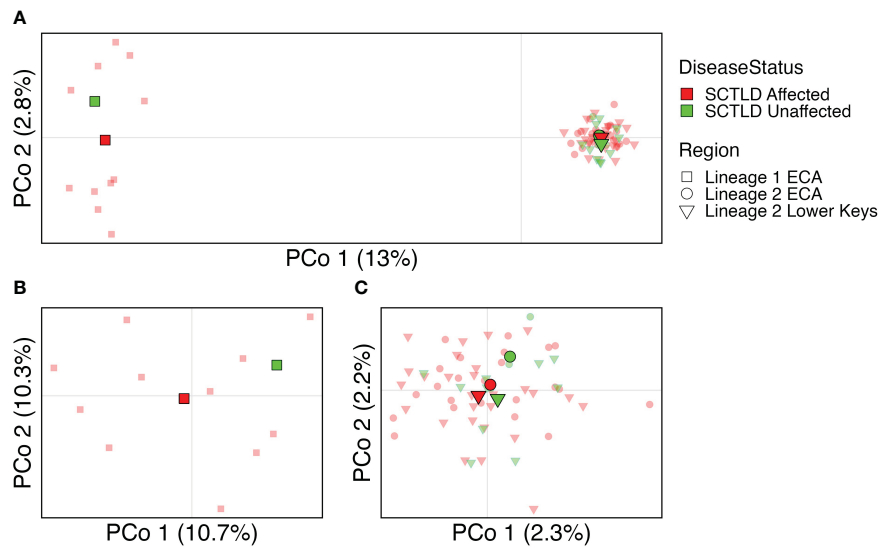 A
PCo 2 (2.8%)
PCo 1 (13%)
DiseaseStatus
SCTLD Affected
SCTLD Unaffected
Region
Lineage 1 ECA
Lineage 2 ECA
Lineage 2 Lower Keys
B
PCo 2 (10.3%)
PCo 1 (10.7%)
C
PCo 2 (2.2%)
PCo 1 (2.3%)